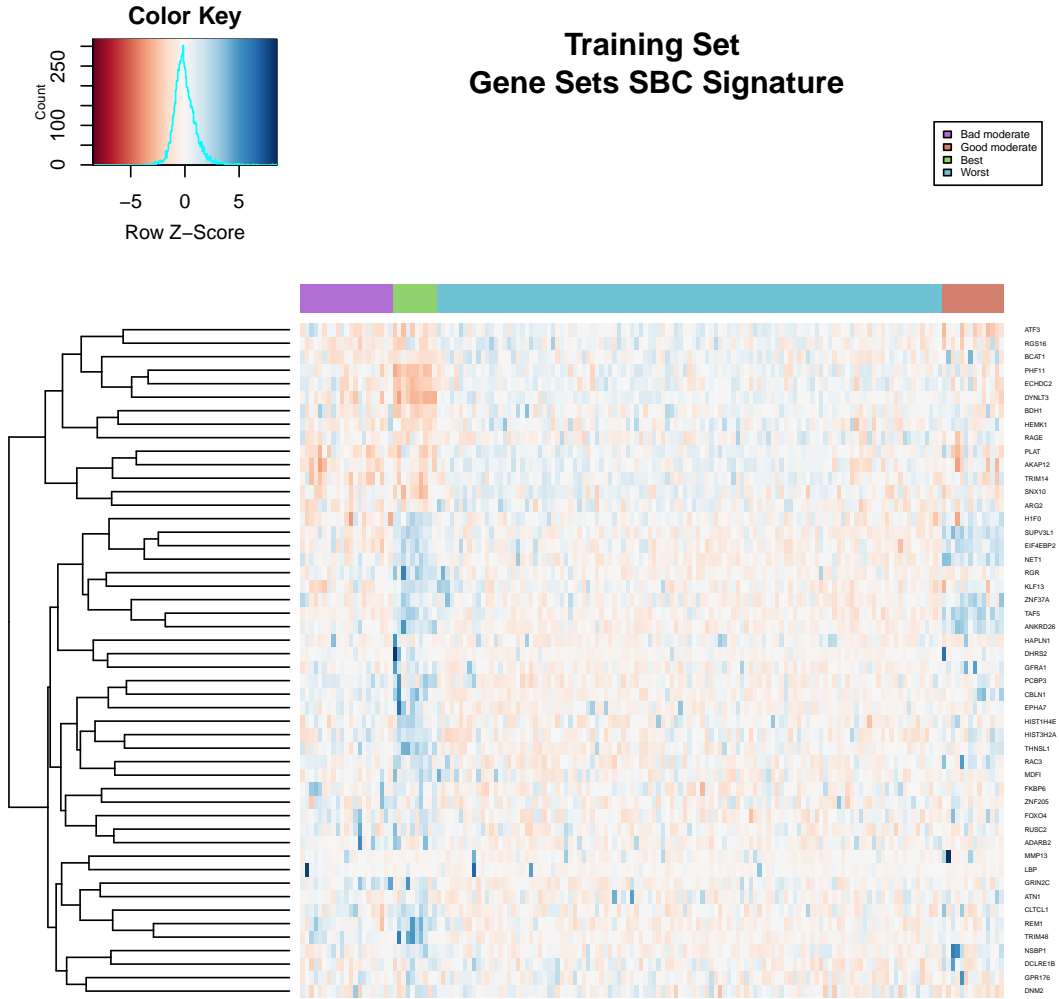 Color Key
Training Set
Gene Sets SBC Signature
Count
0
100
250
−5
0
5
Row Z−Score
Bad moderate
Good moderate
Best
Worst
ATF3
RGS16
BCAT1
PHF11
ECHDC2
DYNLT3
BDH1
HEMK1
RAGE
PLAT
AKAP12
TRIM14
SNX10
ARG2
H1F0
SUPV3L1
EIF4EBP2
NET1
RGR
KLF13
ZNF37A
TAF5
ANKRD26
HAPLN1
DHRS2
GFRA1
PCBP3
CBLN1
EPHA7
HIST1H4E
HIST3H2A
THNSL1
RAC3
MDFI
FKBP6
ZNF205
FOXO4
RUSC2
ADARB2
MMP13
LBP
GRIN2C
ATN1
CLTCL1
REM1
TRIM48
NSBP1
DCLRE1B
GPR176
DNM2